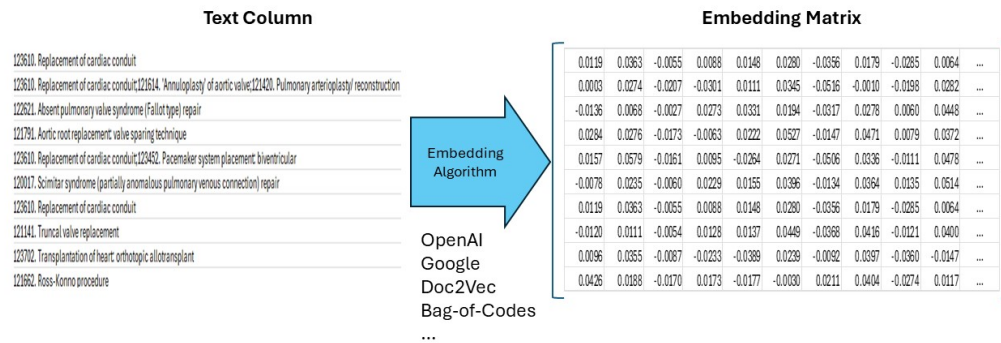 Text Column
123610. Replacement of cardiac conduit
123610. Replacement of cardiac conduit;121614. 'Annuloplasty' of aortic valve;121420. Pulmonary arterioplasty/ reconstruction
122621. Absent pulmonary valve syndrome (Fallot type) repair
121791. Aortic root replacement: valve sparing technique
123610. Replacement of cardiac conduit;123452. Pacemaker system placement: biventricular
120017. Scimitar syndrome (partially anomalous pulmonary venous connection) repair
123610. Replacement of cardiac conduit
121141. Truncal valve replacement
123702. Transplantation of heart: orthotopic allotransplant
121662. Ross-Konno procedure
Embedding
Algorithm
OpenAI
Google
Doc2Vec
Bag-of-Codes
...
Embedding Matrix
0.0119 0.0363 -0.0055 0.0088 0.0148 0.0280 -0.0356 0.0179 -0.0285 0.0064 ...
0.0003 0.0274 -0.0207 -0.0301 0.0111 0.0345 -0.0516 -0.0010 -0.0198 0.0282 ...
-0.0136 0.0068 -0.0027 0.0273 0.0331 0.0194 -0.0317 0.0278 0.0060 0.0448 ...
0.0284 0.0276 -0.0173 -0.0063 0.0222 0.0527 -0.0147 0.0471 0.0079 0.0372 ...
0.0157 0.0579 -0.0161 0.0095 -0.0264 0.0271 -0.0506 0.0336 -0.0111 0.0478 ...
-0.0078 0.0235 -0.0060 0.0229 0.0155 0.0396 -0.0134 0.0364 0.0135 0.0514 ...
0.0119 0.0363 -0.0055 0.0088 0.0148 0.0280 -0.0356 0.0179 -0.0285 0.0064 ...
-0.0120 0.0111 -0.0054 0.0128 0.0137 0.0449 -0.0368 0.0416 -0.0121 0.0400 ...
0.0096 0.0355 -0.0087 -0.0233 -0.0389 0.0239 -0.0092 0.0397 -0.0360 -0.0147 ...
0.0426 0.0188 -0.0170 0.0173 -0.0177 -0.0030 0.0211 0.0404 -0.0274 0.0117 ...